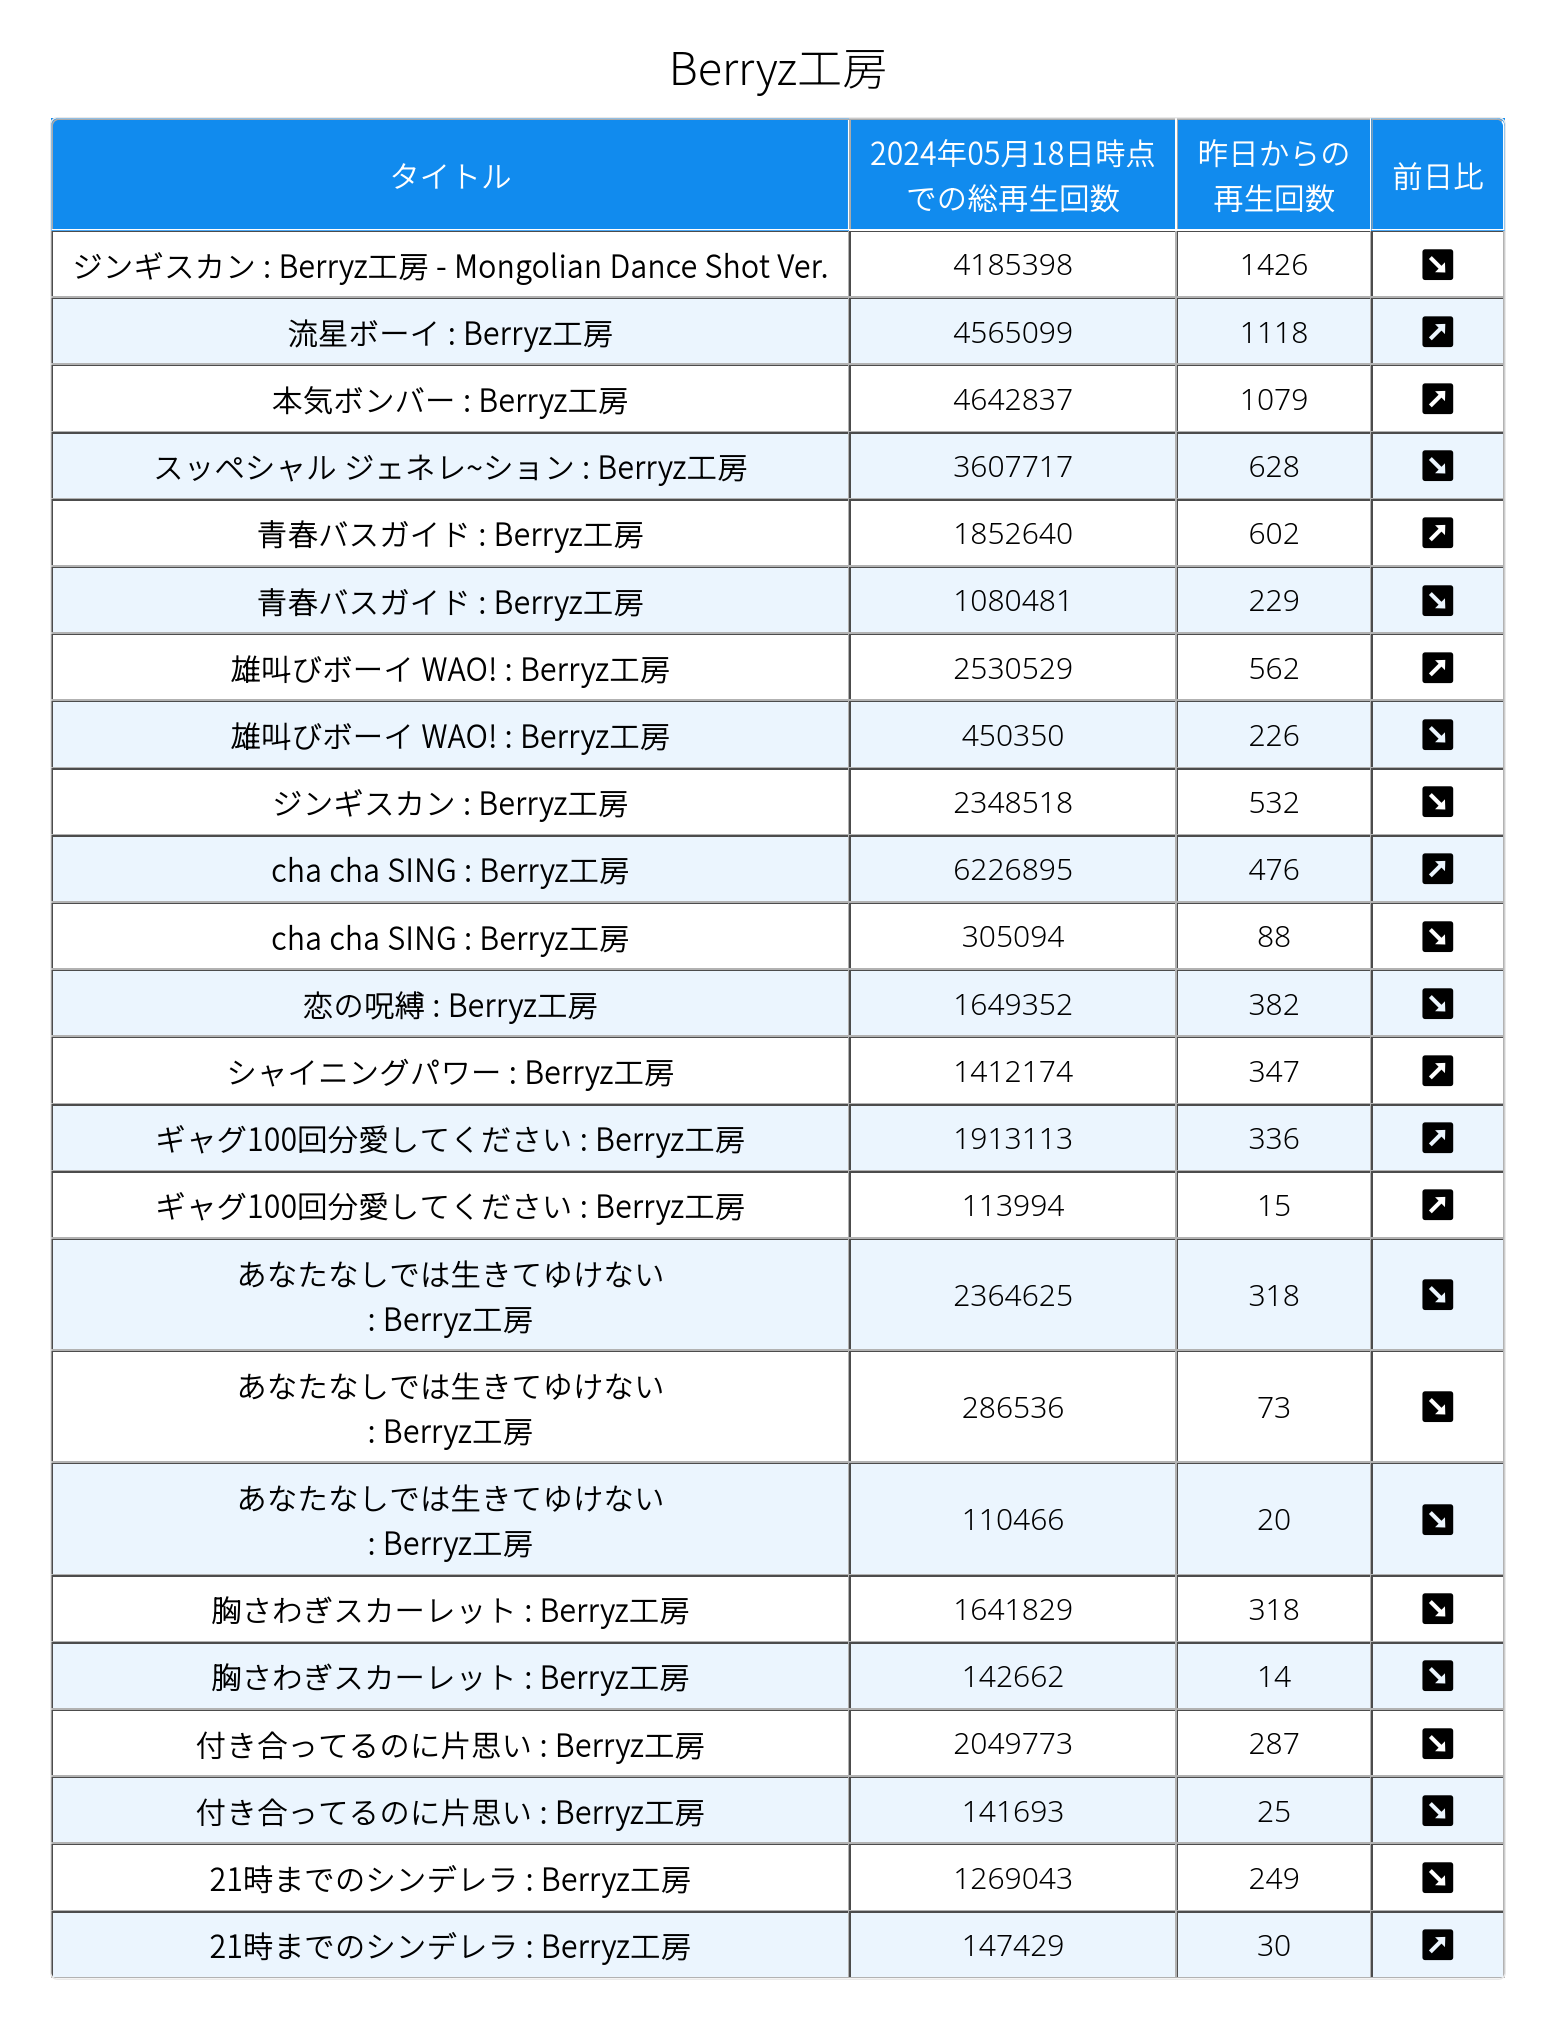 Berryz工房
タイトル 2024年05月18日時点 昨日からの 前日比
での総再生回数 再生回数
ジンギスカン : Berryz工房 - Mongolian Dance Shot Ver. 4185398 1426
流星ボーイ : Berryz工房 4565099 1118
本気ボンバー : Berryz工房 4642837 1079
スッペシャル ジェネレ~ション : Berryz工房 3607717 628
青春バスガイド : Berryz工房 1852640 602
青春バスガイド : Berryz工房 1080481 229
雄叫びボーイ WAO! : Berryz工房 2530529 562
雄叫びボーイ WAO! : Berryz工房 450350 226
ジンギスカン : Berryz工房 2348518 532
cha cha SING : Berryz工房 6226895 476
cha cha SING : Berryz工房 305094 88
恋の呪縛 : Berryz工房 1649352 382
シャイニングパワー : Berryz工房 1412174 347
ギャグ100回分愛してください : Berryz工房 1913113 336
ギャグ100回分愛してください : Berryz工房 113994 15
あなたなしでは生きてゆけない
: Berryz工房 2364625 318
あなたなしでは生きてゆけない
: Berryz工房 286536 73
あなたなしでは生きてゆけない
: Berryz工房 110466 20
胸さわぎスカーレット : Berryz工房 1641829 318
胸さわぎスカーレット : Berryz工房 142662 14
付き合ってるのに片思い : Berryz工房 2049773 287
付き合ってるのに片思い : Berryz工房 141693 25
21時までのシンデレラ : Berryz工房 1269043 249
21時までのシンデレラ : Berryz工房 147429 30